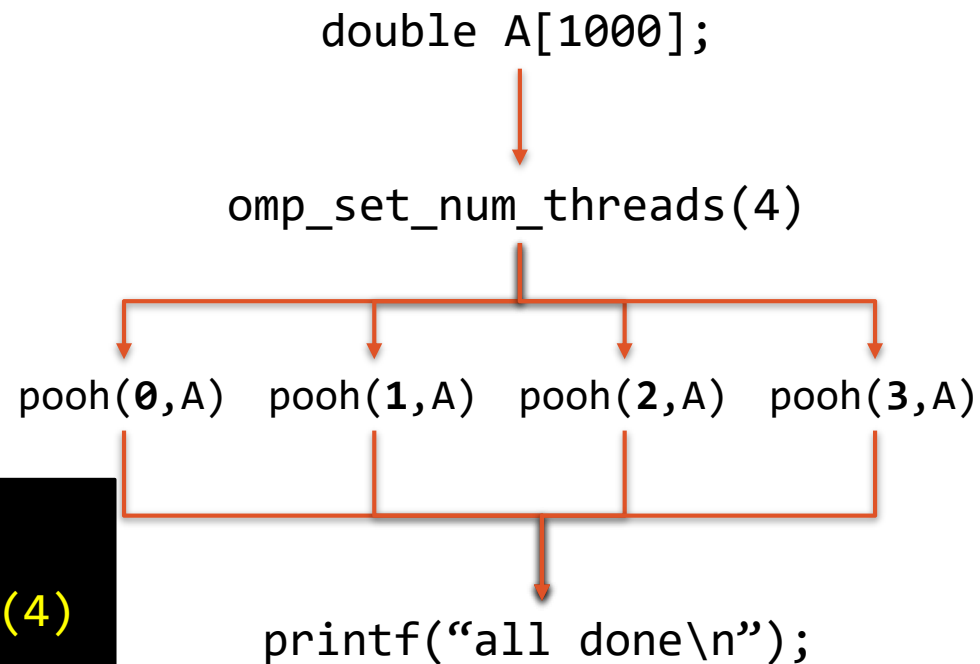 double A[1000];
omp_set_num_threads(4)
pooh(0,A) pooh(1,A) pooh(2,A) pooh(3,A)
(4)
printf(“all done\n”);